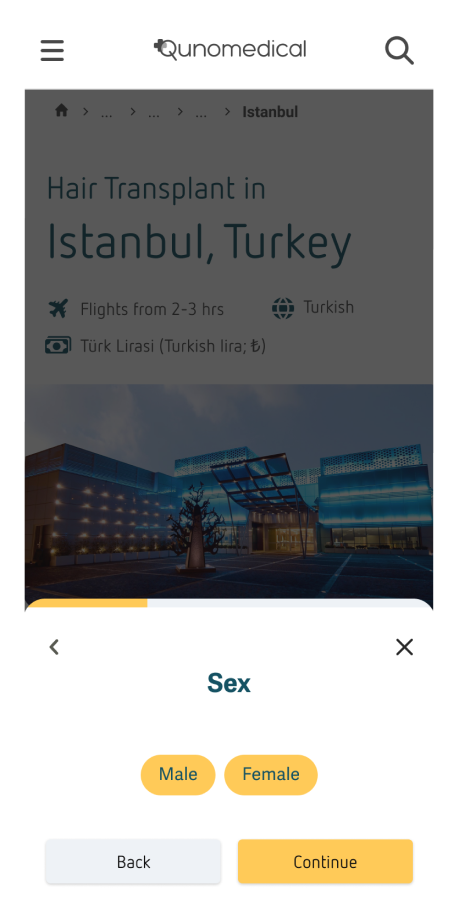 Qunomedical
> ... > ... > ... > Istanbul
Hair Transplant in
Istanbul, Turkey
Flights from 2-3 hrs
Turkish
Türk Lirasi (Turkish lira; ₺)
Sex
Male
Female
Back
Continue